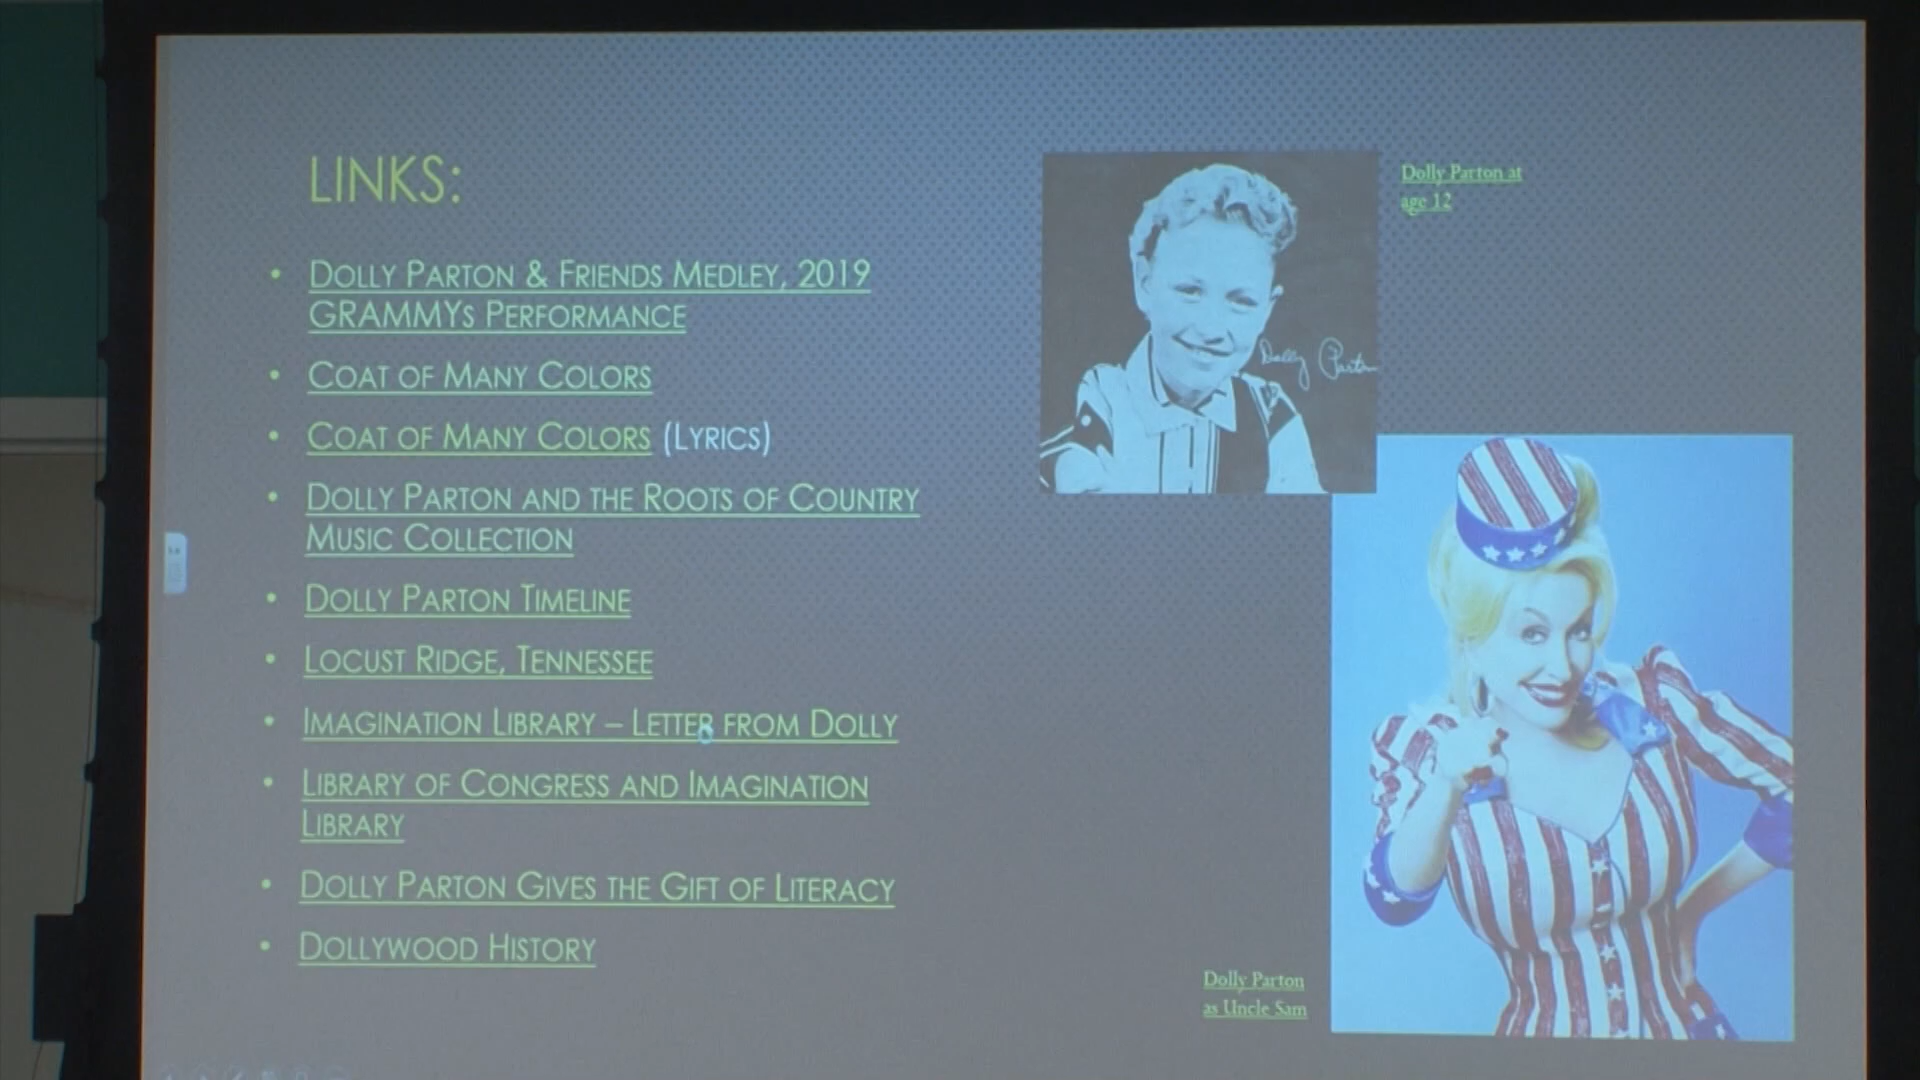 LINKS:
• DOLLY PARTON & FRIENDS MEDLEY, 2019
GRAMMYS PERFORMANCE
• COAT OF MANY COLORS
• COAT OF MANY COLORS (LYRICS)
• DOLLY PARTON AND THE ROOTS OF COUNTRY
MUSIC COLLECTION
• DOLLY PARTON TIMELINE
• LOCUST RIDGE, TENNESSEE
• IMAGINATION LIBRARY – LETTER FROM DOLLY
• LIBRARY OF CONGRESS AND IMAGINATION
LIBRARY
• DOLLY PARTON GIVES THE GIFT OF LITERACY
• DOLLYWOOD HISTORY
Dolly Parton at
age 12
Dolly Parton
Dolly Parton
as Uncle Sam